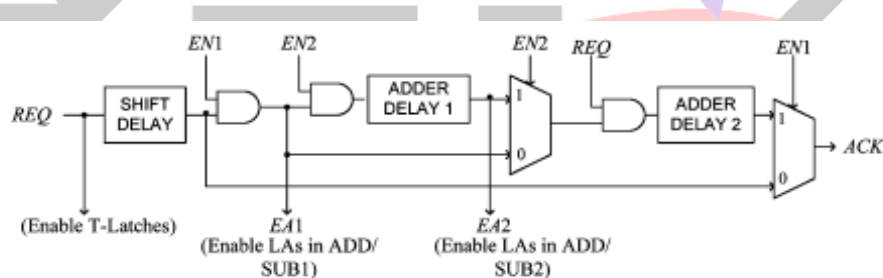 EN1
EN2
EN2
REQ
EN1
REQ
SHIFT
DELAY
ADDER
DELAY 1
1
0
ADDER
DELAY 2
1
0
ACK
(Enable T-Latches)
EA1
(Enable LAs in ADD/
SUB1)
EA2
(Enable LAs in ADD/
SUB2)